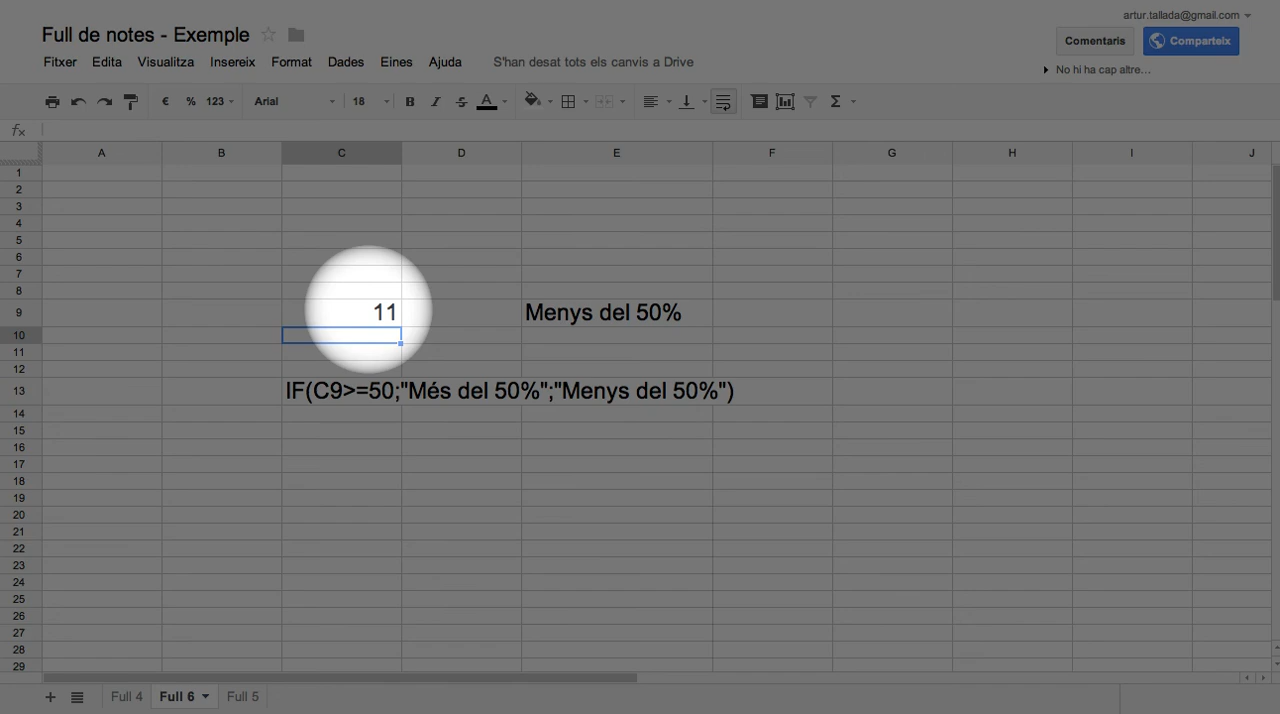 artur.tallada@gmail.com
Full de notes - Exemple
Comentaris
Comparteix
Fitxer Edita Visualitza Insereix Format Dades Eines Ajuda S'han desat tots els canvis a Drive
No hi ha cap altre...
€ % 123 Arial 18 B I S A Σ
fx
A B C D E F G H I J
1
2
3
4
5
6
7
8
9 11 Menys del 50%
10
11
12
13 IF(C9>=50;"Més del 50%";"Menys del 50%")
14
15
16
17
18
19
20
21
22
23
24
25
26
27
28
29
+ Full 4 Full 6 Full 5